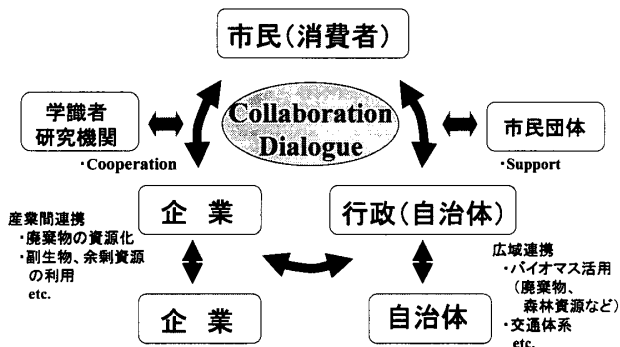 市民(消費者)
学識者
研究機関
・Cooperation
Collaboration
Dialogue
市民団体
・Support
企 業
行政(自治体)
産業間連携
・廃棄物の資源化
・副生物、余剰資源
の利用
etc.
広域連携
・バイオマス活用
(廃棄物、
森林資源など)
・交通体系
etc.
企 業
自治体